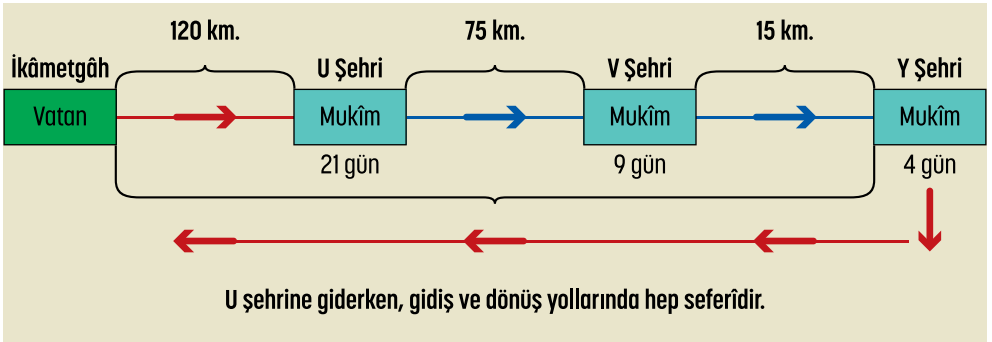 120 km. 75 km. 15 km.
İkâmetgâh U Şehri V Şehri Y Şehri
Vatan Mukîm Mukîm Mukîm
21 gün 9 gün 4 gün
U şehrine giderken, gidiş ve dönüş yollarında hep seferîdir.